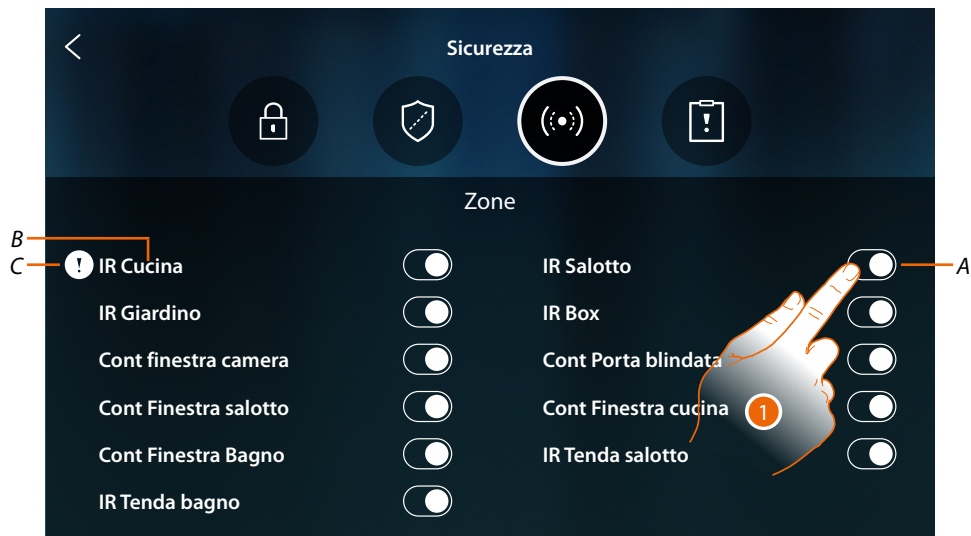 Sicurezza
Zone
B
C
! IR Cucina
IR Salotto
A
IR Giardino
IR Box
Cont finestra camera
Cont Porta blindata
Cont Finestra salotto
Cont Finestra cucina
1
Cont Finestra Bagno
IR Tenda salotto
IR Tenda bagno